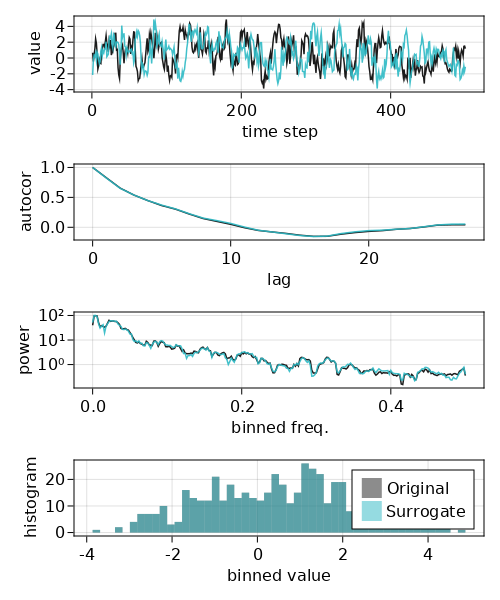 value
4
2
0
-2
-4
0
200
400
time step
autocor
1.0
0.5
0.0
0
10
20
lag
power
10²
10¹
10⁰
0.0
0.2
0.4
binned freq.
histogram
20
10
0
-4
-2
0
2
4
Original
Surrogate
binned value